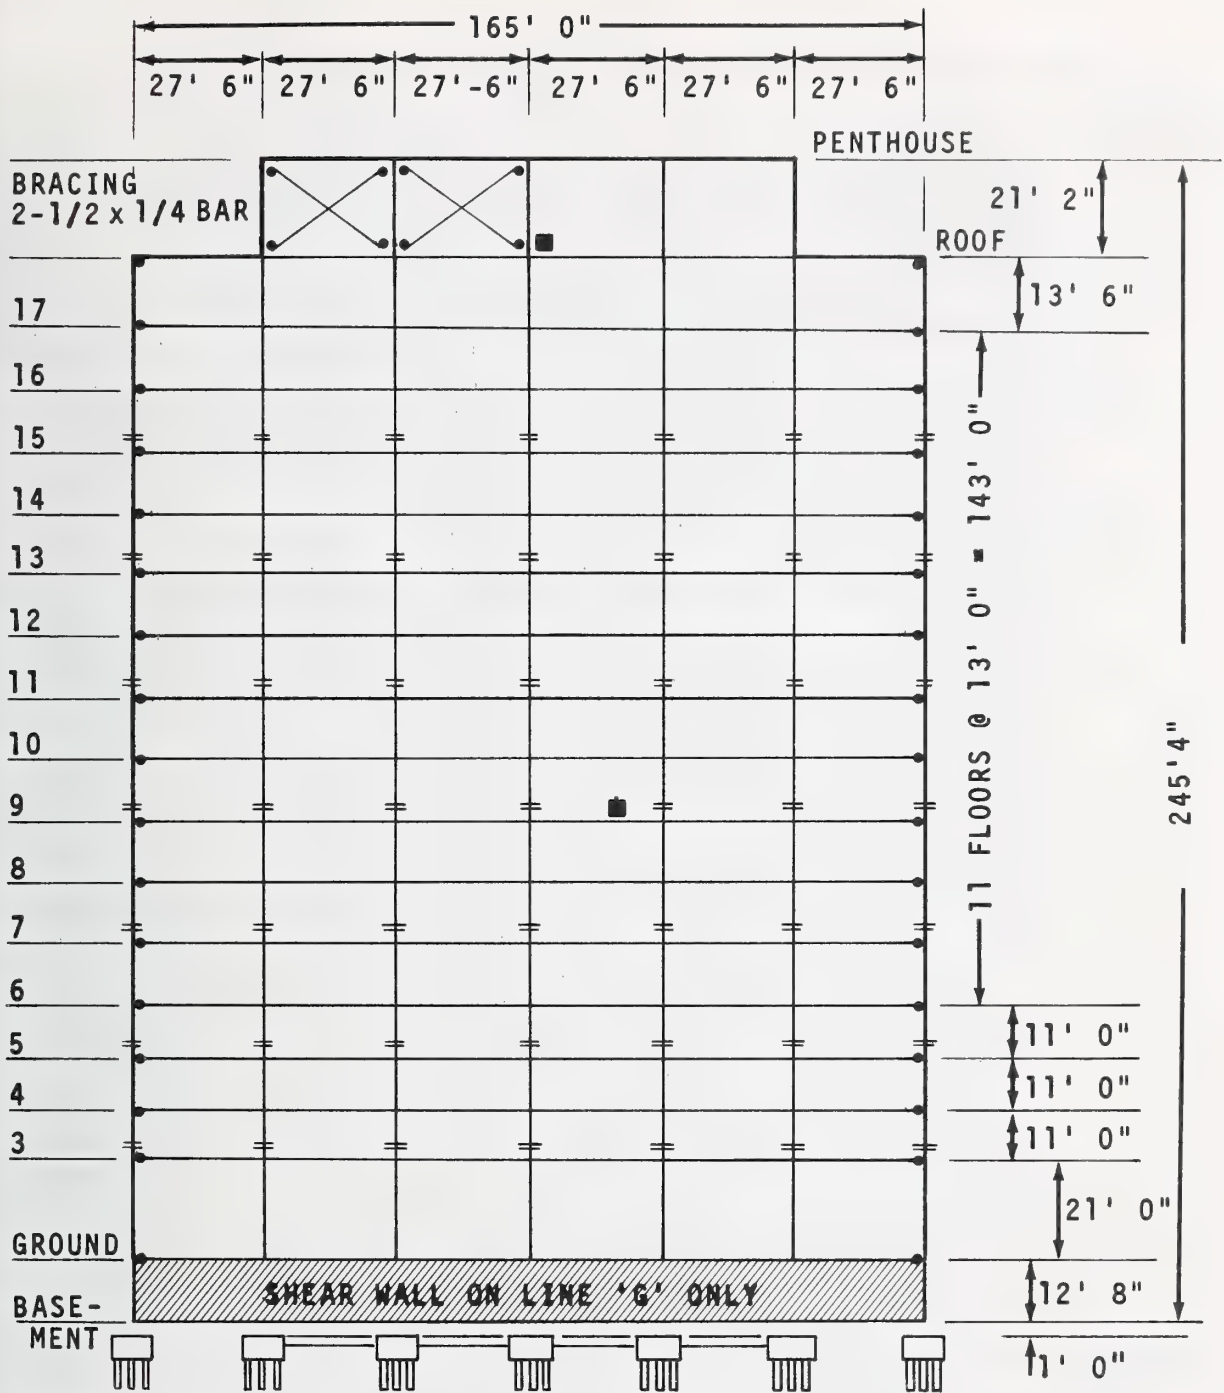 165' 0"
27' 6" 27' 6" 27'-6" 27' 6" 27' 6" 27' 6"
PENTHOUSE
BRACING
2-1/2 x 1/4 BAR
21' 2"
ROOF
13' 6"
17
16
15
14
13
12
11
10
9
8
7
6
5
4
3
11 FLOORS @ 13' 0" = 143' 0"
245'4"
11' 0"
11' 0"
11' 0"
21' 0"
GROUND
SHEAR WALL ON LINE 'G' ONLY
12' 8"
BASE-
MENT
1' 0"